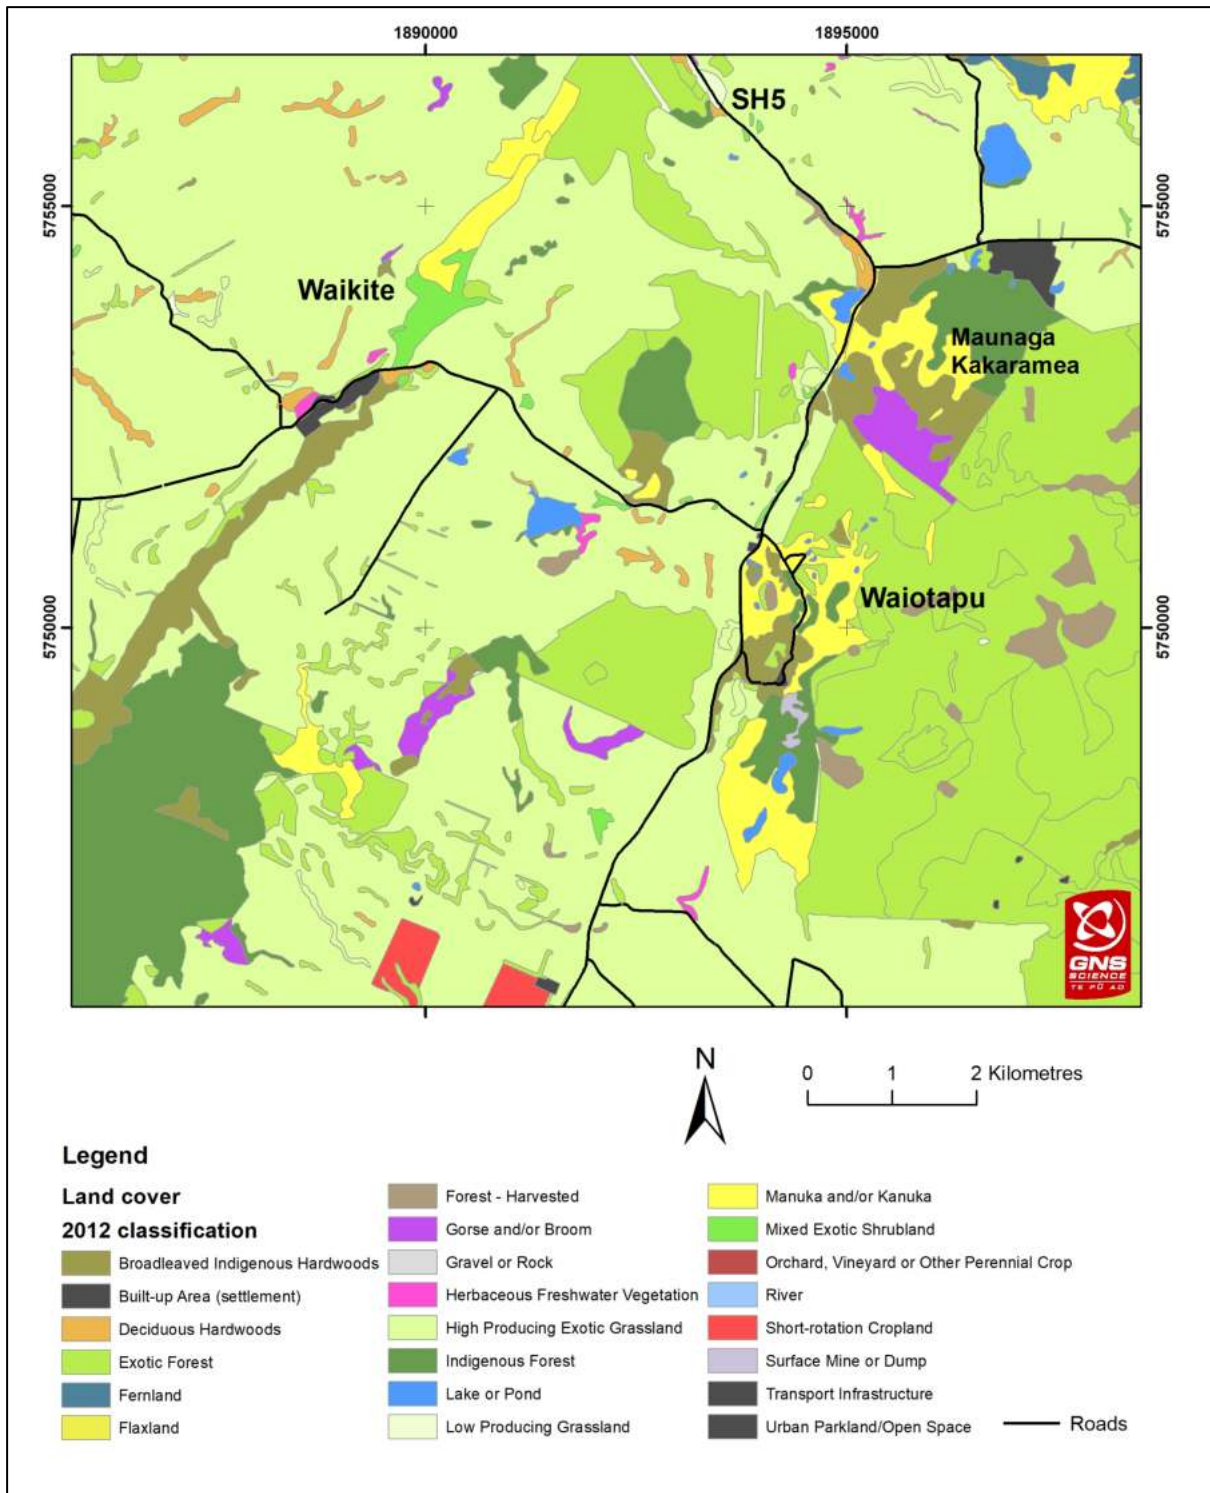 1890000
1895000
SH5
5755000
5755000
Waikite
Maunaga
Kakaramea
Waiotapu
5750000
5750000
GNS
SCIENCE
TE PŪ AO
N
0 1 2 Kilometres
Legend
Land cover
2012 classification
Broadleaved Indigenous Hardwoods
Built-up Area (settlement)
Deciduous Hardwoods
Exotic Forest
Fernland
Flaxland
Forest - Harvested
Gorse and/or Broom
Gravel or Rock
Herbaceous Freshwater Vegetation
High Producing Exotic Grassland
Indigenous Forest
Lake or Pond
Low Producing Grassland
Manuka and/or Kanuka
Mixed Exotic Shrubland
Orchard, Vineyard or Other Perennial Crop
River
Short-rotation Cropland
Surface Mine or Dump
Transport Infrastructure
Urban Parkland/Open Space
Roads